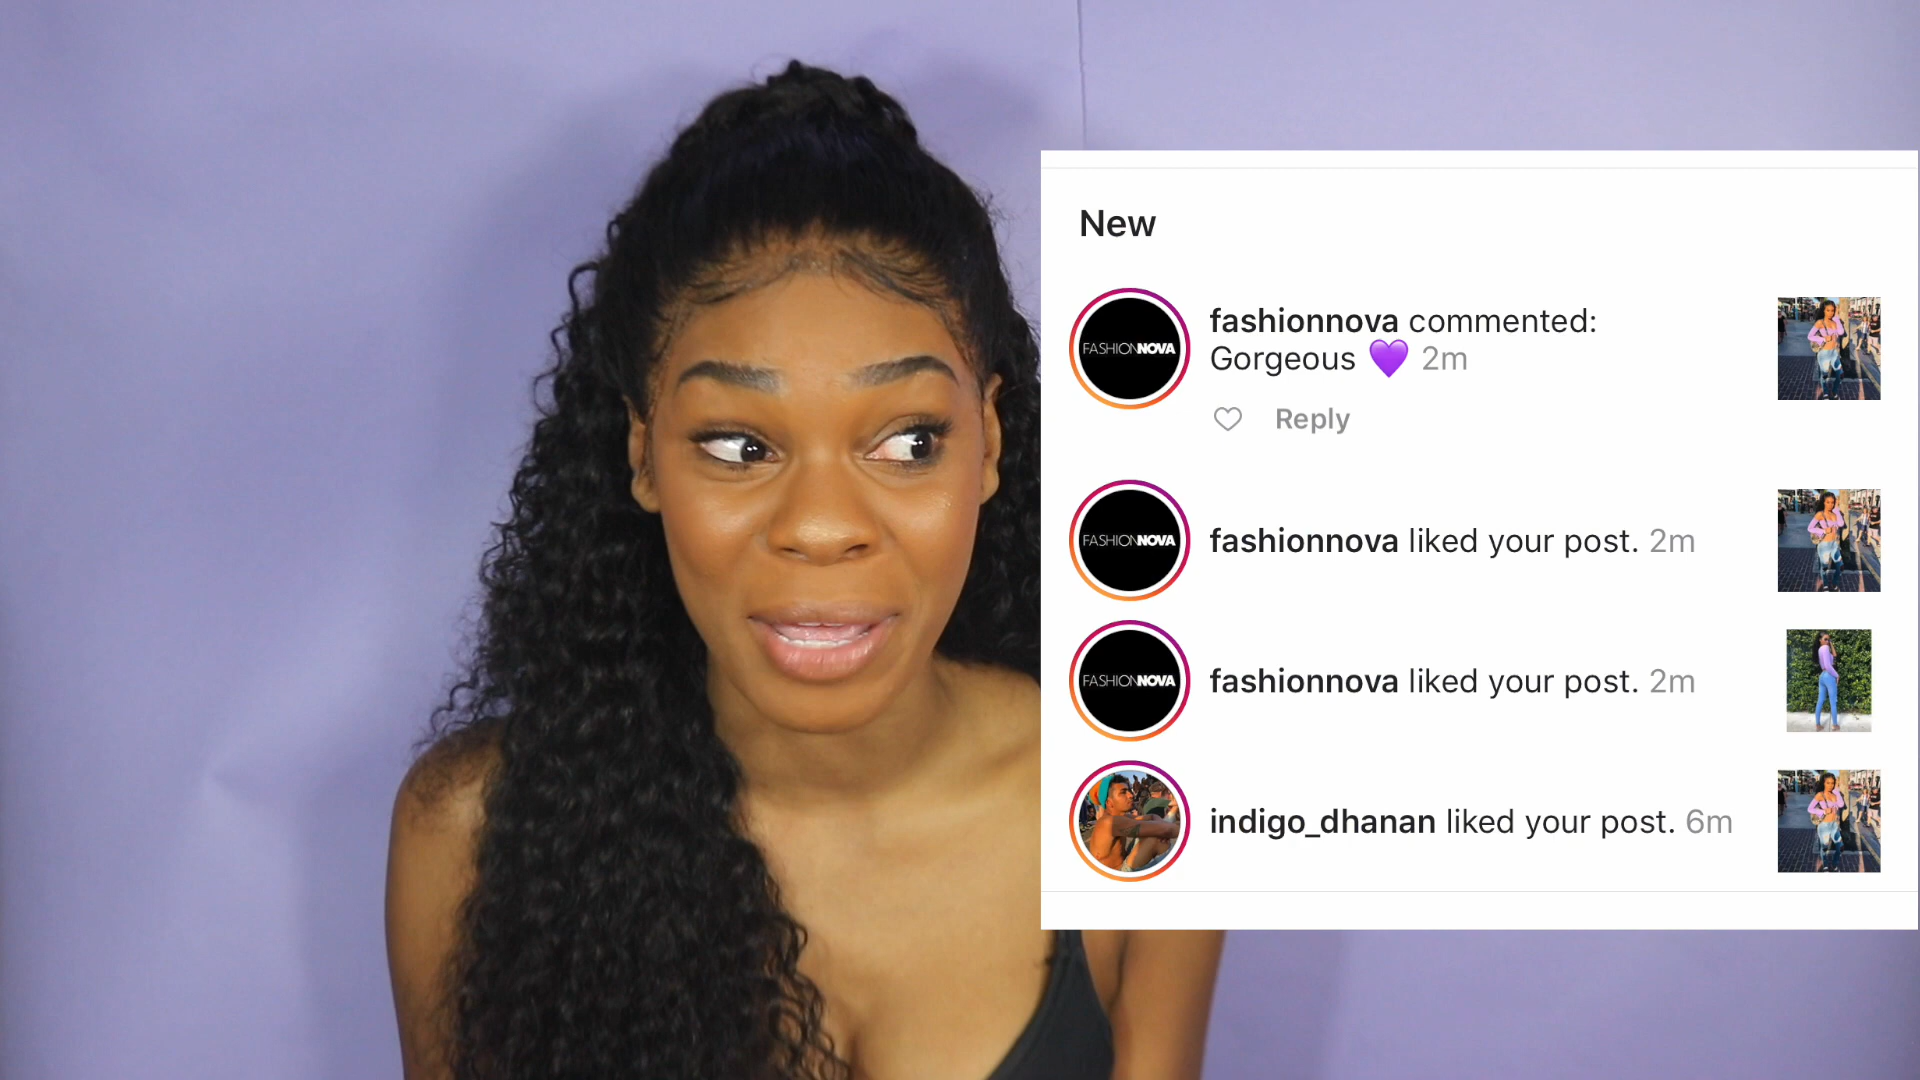 New
FASHIONNOVA
fashionnova commented:
Gorgeous 💜 2m
Reply
FASHIONNOVA
fashionnova liked your post. 2m
FASHIONNOVA
fashionnova liked your post. 2m
indigo_dhanan liked your post. 6m